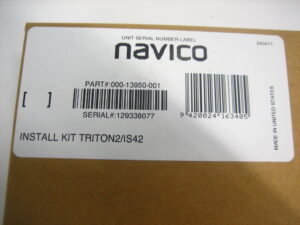 UNIT SERIAL NUMBER LABEL
navico
PART#:000-13950-001
[ ]
SERIAL#:129338077
9 420024 163405
INSTALL KIT TRITON2/IS42
MADE IN UNITED STATES